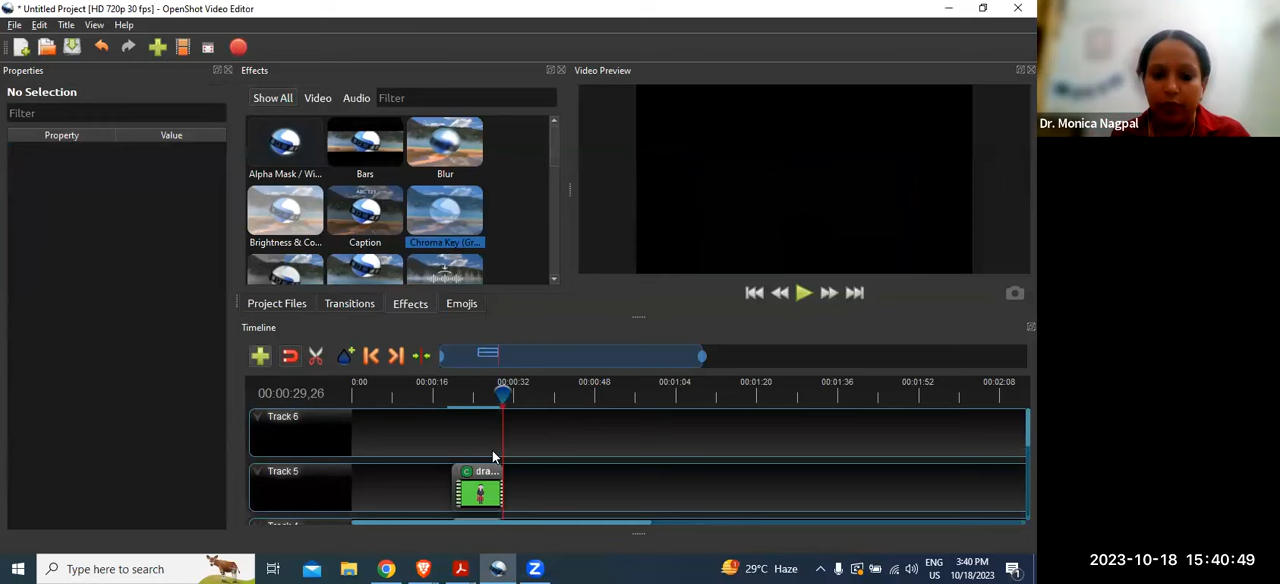 * Untitled Project [HD 720p 30 fps] - OpenShot Video Editor
File Edit Title View Help
Properties
Effects
Video Preview
No Selection
Filter
Property Value
Show All Video Audio Filter
Alpha Mask / Wi... Bars Blur
ABC 123
Brightness & Co... Caption Chroma Key (Gr...
Project Files Transitions Effects Emojis
Timeline
00:00:29,26
0:00 00:00:16 00:00:32 00:00:48 00:01:04 00:01:20 00:01:36 00:01:52 00:02:08
Track 6
Track 5
C dra...
Track 4
Dr. Monica Nagpal
Type here to search
29°C Haze
ENG
US
3:40 PM
10/18/2023
1
2023-10-18 15:40:49